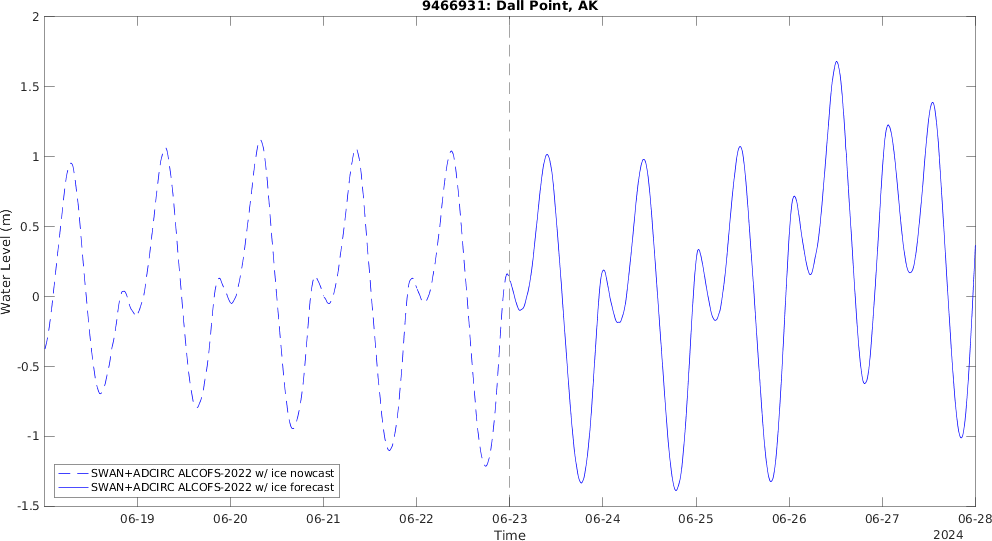 9466931: Dall Point, AK
Water Level (m)
2
1.5
1
0.5
0
-0.5
-1
-1.5
SWAN+ADCIRC ALCOFS-2022 w/ ice nowcast
SWAN+ADCIRC ALCOFS-2022 w/ ice forecast
06-19 06-20 06-21 06-22 06-23 06-24 06-25 06-26 06-27 06-28
Time
2024